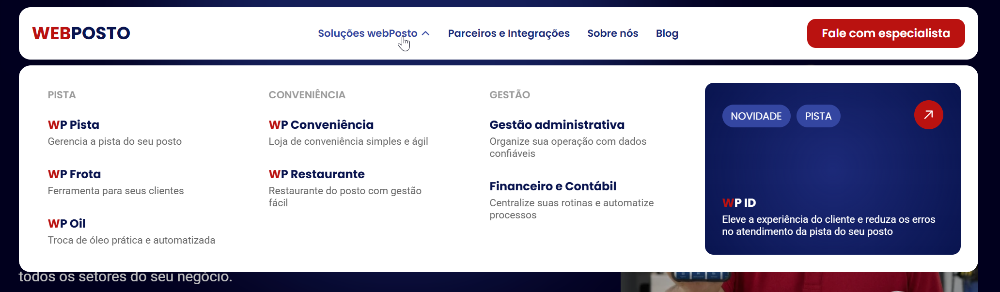 WEBPOSTO
Soluções webPosto
Parceiros e Integrações
Sobre nós
Blog
Fale com especialista
PISTA
WP Pista
Gerencia a pista do seu posto
WP Frota
Ferramenta para seus clientes
WP Oil
Troca de óleo prática e automatizada
CONVENIÊNCIA
WP Conveniência
Loja de conveniência simples e ágil
WP Restaurante
Restaurante do posto com gestão
fácil
GESTÃO
Gestão administrativa
Organize sua operação com dados
confiáveis
Financeiro e Contábil
Centralize suas rotinas e automatize
processos
NOVIDADE
PISTA
WP ID
Eleve a experiência do cliente e reduza os erros
no atendimento da pista do seu posto
todos os setores do seu negócio.